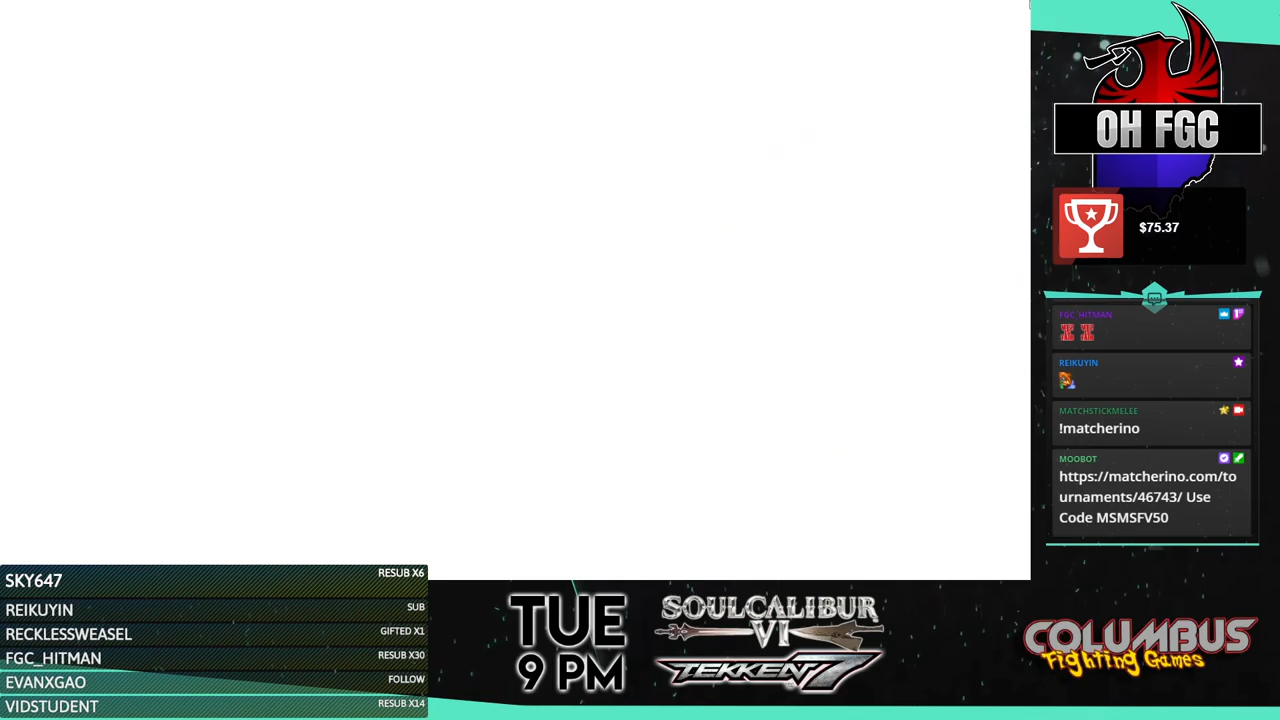 OH FGC
$75.37
FGC_HITMAN
REIKUYIN
MATCHSTICKMELEE
!matcherino
MOOBOT
https://matcherino.com/to
urnaments/46743/ Use
Code MSMSFV50
SKY647 RESUB X6
REIKUYIN SUB
RECKLESSWEASEL GIFTED X1
FGC_HITMAN RESUB X30
EVANXGAO FOLLOW
VIDSTUDENT RESUB X14
TUE
9 PM
SOULCALIBUR
VI
TEKKEN 7
COLUMBUS
Fighting Games